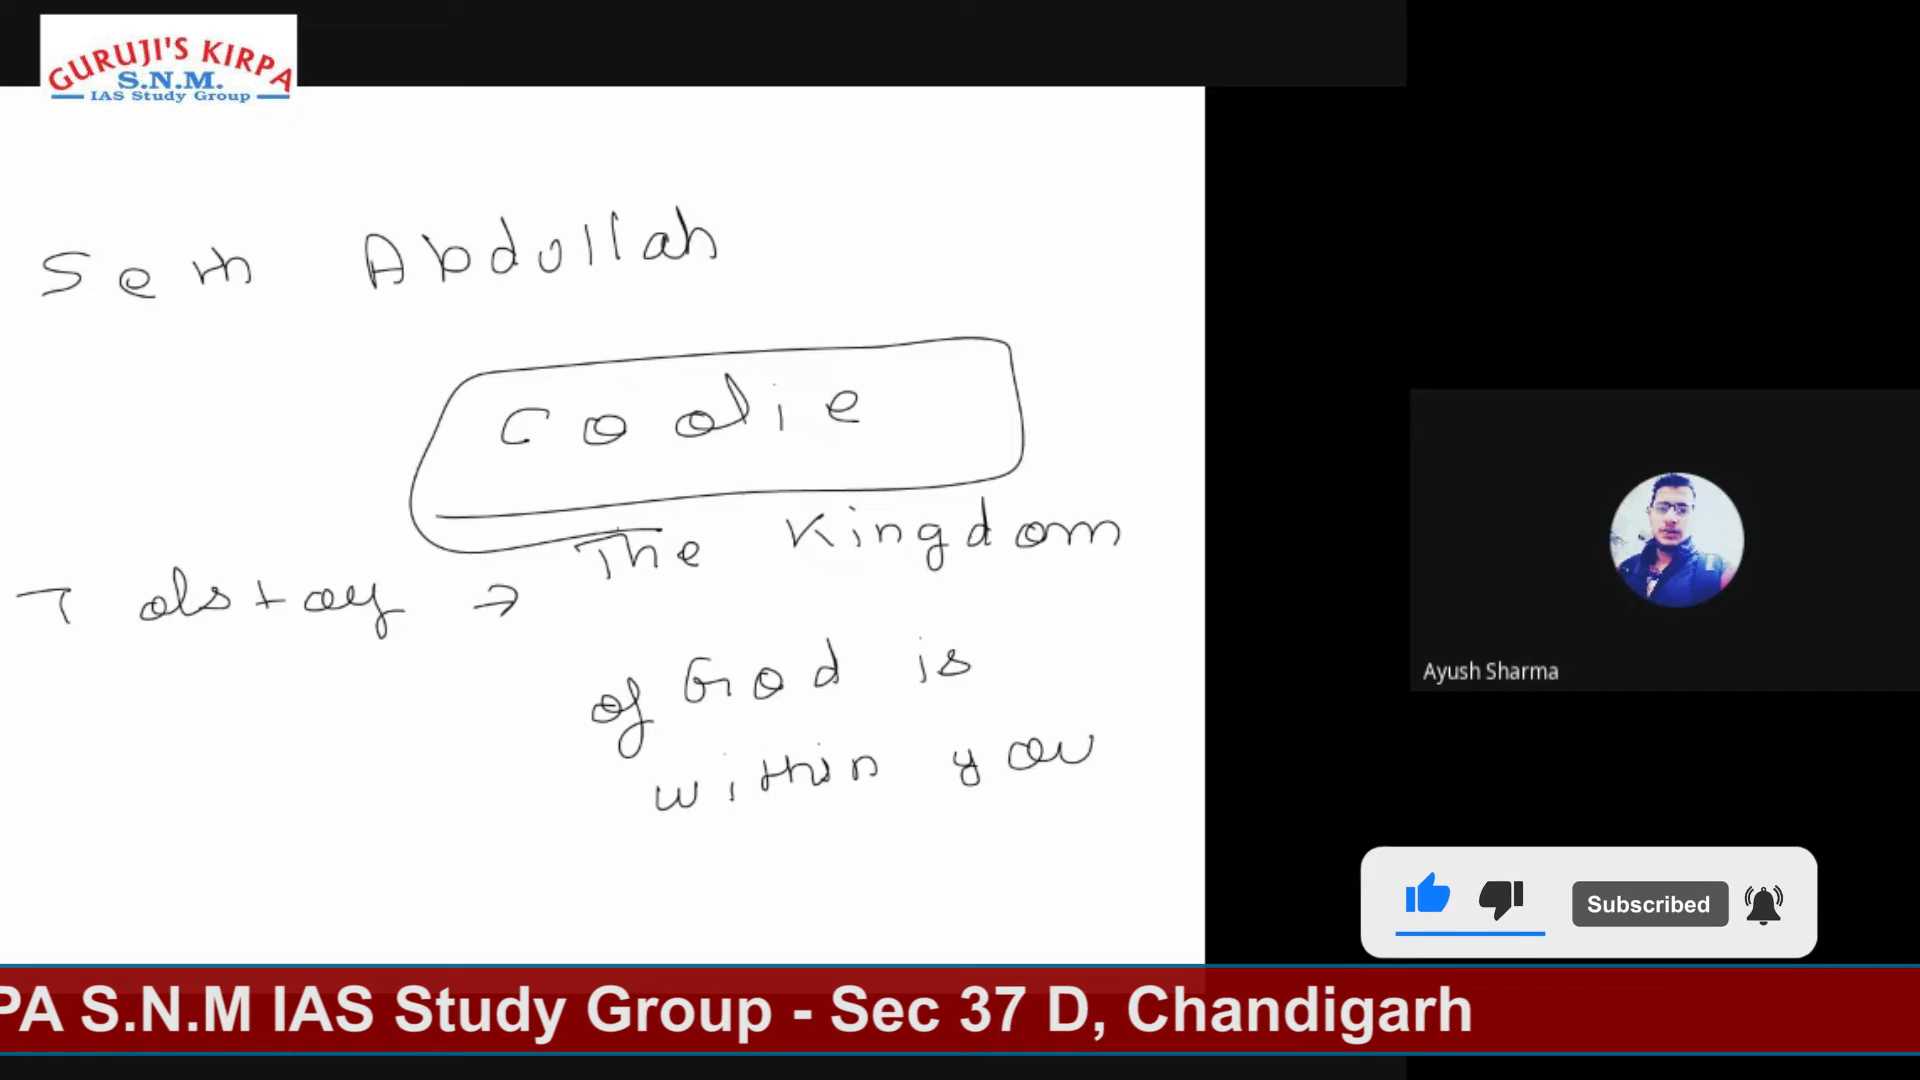 GURUJI'S KIRPA
S.N.M.
IAS Study Group
Seth Abdullah
Coolie
Tolstoy → The Kingdom
of God is
within you
Ayush Sharma
Subscribed
PA S.N.M IAS Study Group - Sec 37 D, Chandigarh